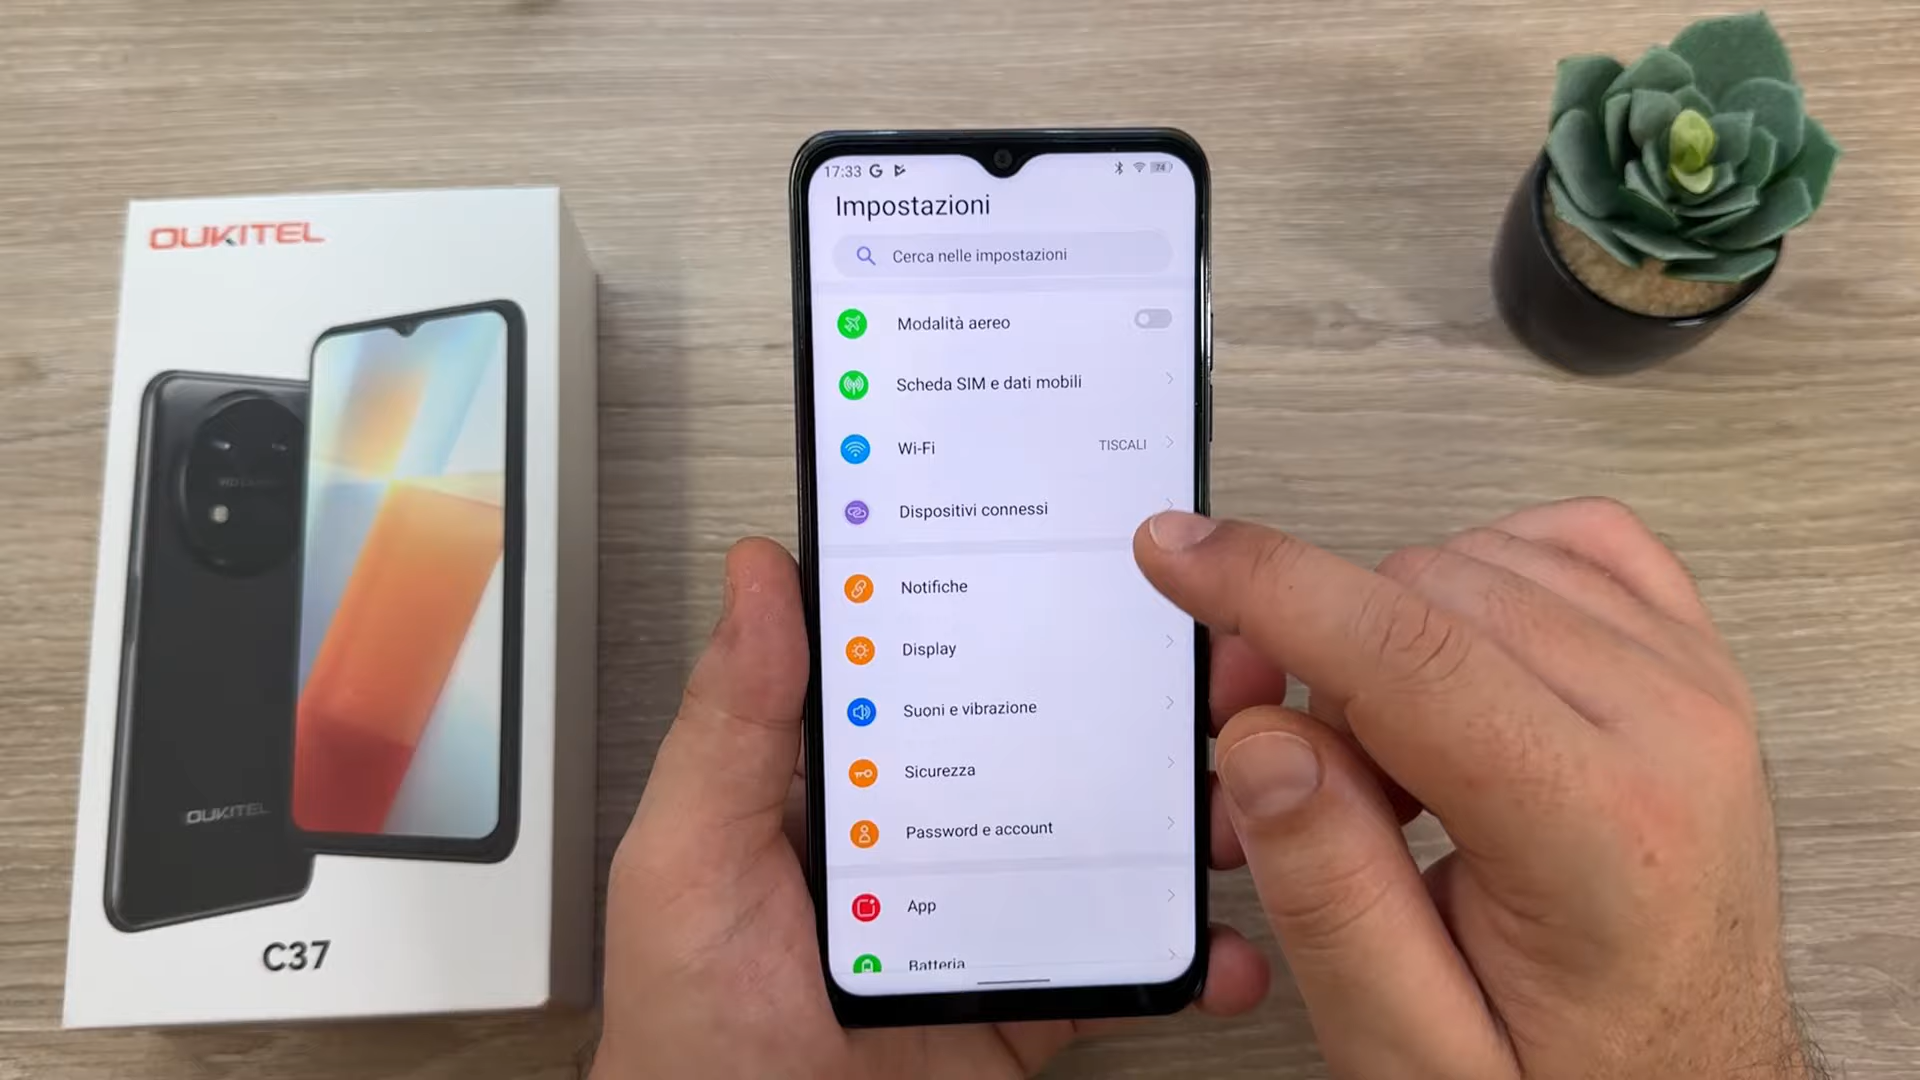 OUKITEL
OUKITEL
C37
17:33
Impostazioni
Cerca nelle impostazioni
Modalità aereo
Scheda SIM e dati mobili
Wi-Fi TISCALI
Dispositivi connessi
Notifiche
Display
Suoni e vibrazione
Sicurezza
Password e account
App
Batteria